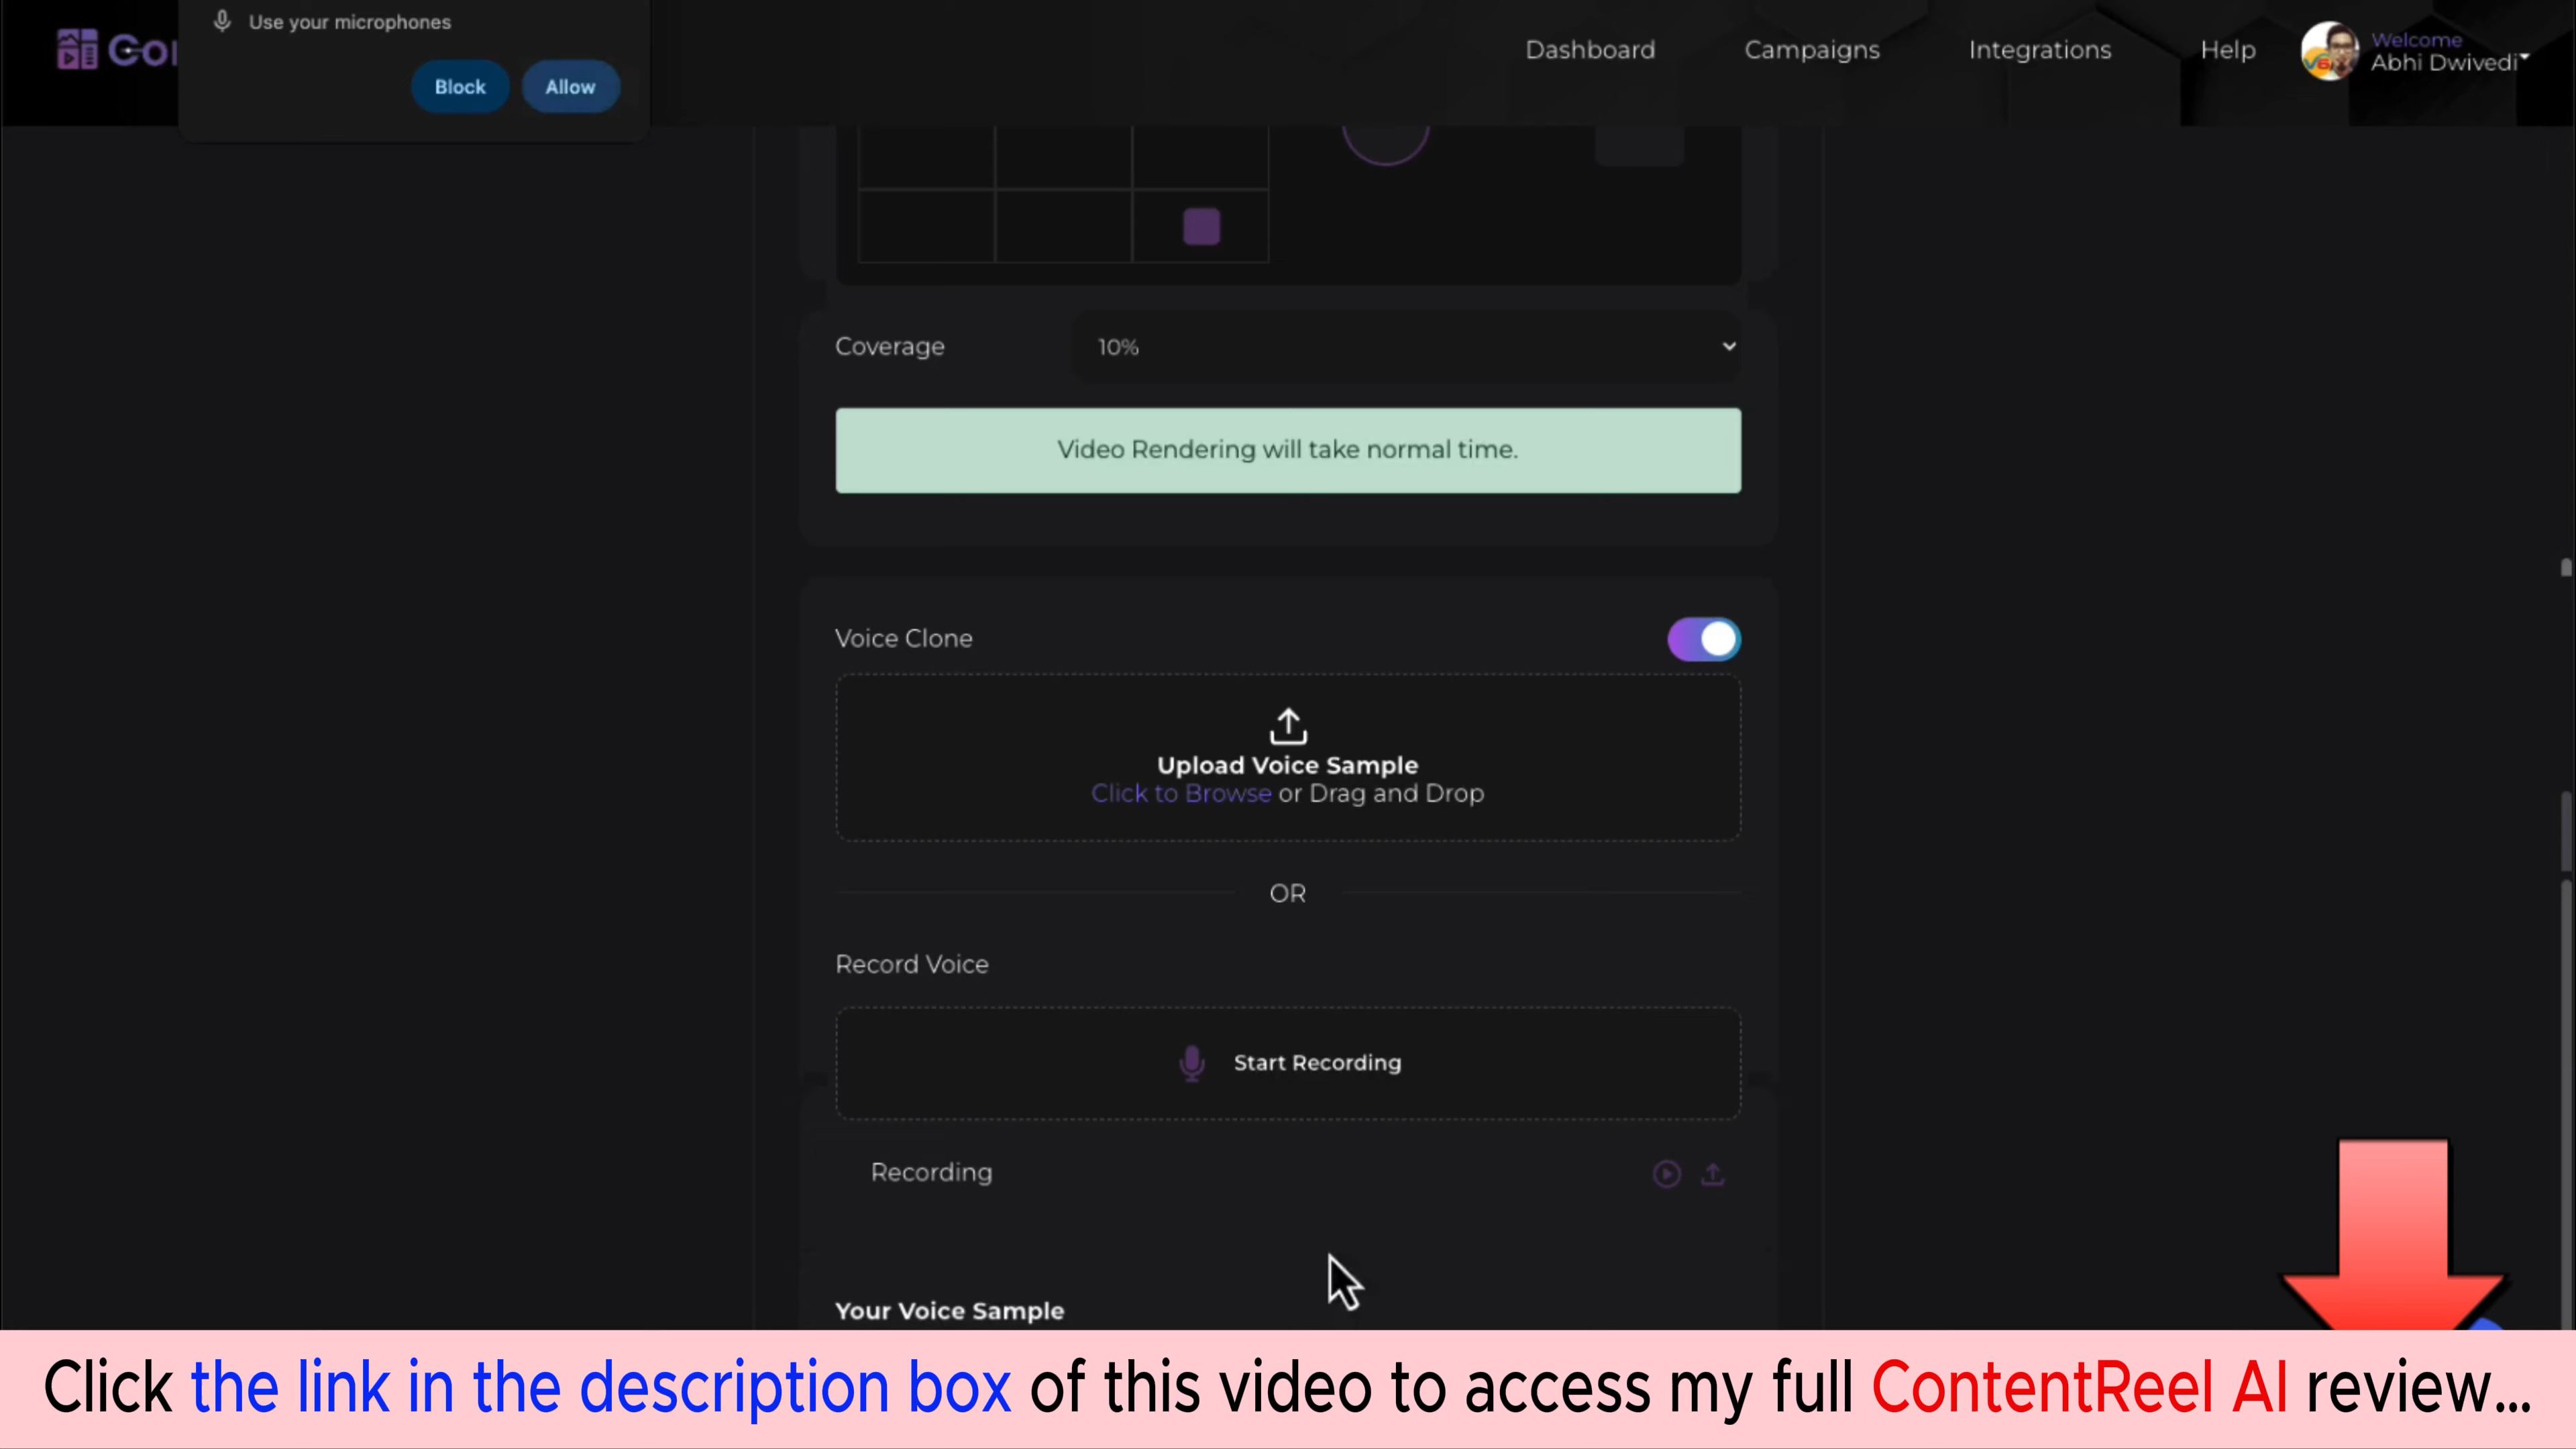 Use your microphones
Block
Allow
Dashboard
Campaigns
Integrations
Help
Welcome
Abhi Dwivedi
Coverage
10%
Video Rendering will take normal time.
Voice Clone
Upload Voice Sample
Click to Browse or Drag and Drop
OR
Record Voice
Start Recording
Recording
Your Voice Sample
Click the link in the description box of this video to access my full ContentReel AI review...